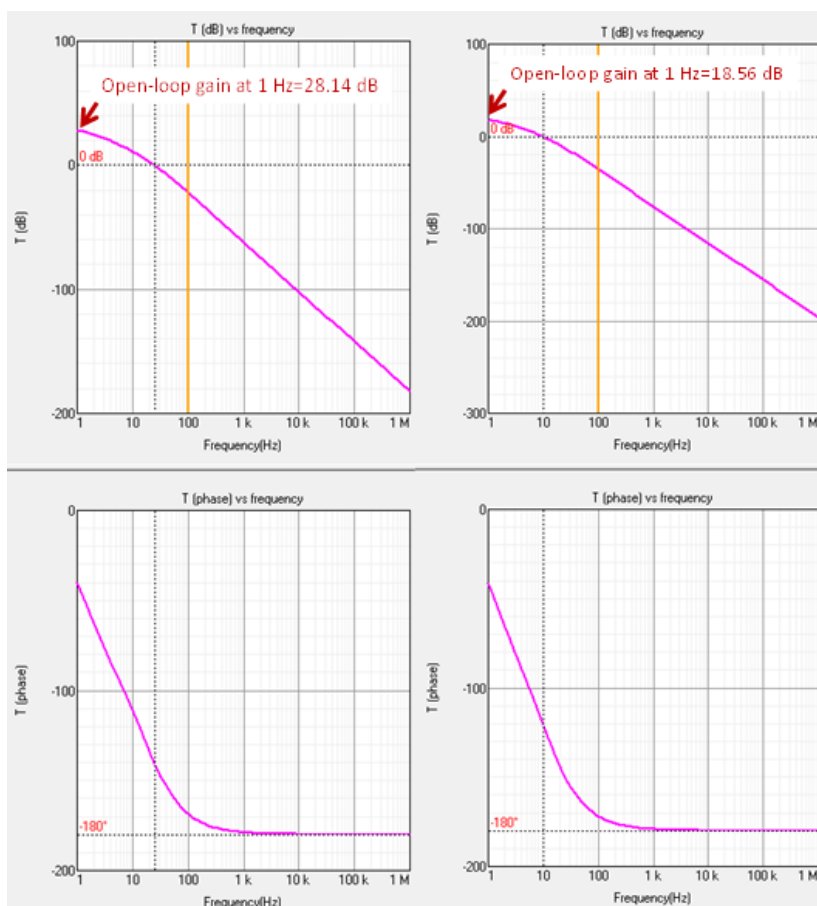 T (dB) vs frequency
100
Open-loop gain at 1 Hz=28.14 dB
0 dB
0
T (dB)
-100
-200
1 10 100 1 k 10 k 100 k 1 M
Frequency(Hz)
T (dB) vs frequency
100
Open-loop gain at 1 Hz=18.56 dB
0 dB
0
-100
T (dB)
-200
-300
1 10 100 1 k 10 k 100 k 1 M
Frequency(Hz)
T (phase) vs frequency
0
-100
T (phase)
-180°
-200
1 10 100 1 k 10 k 100 k 1 M
Frequency(Hz)
T (phase) vs frequency
0
-100
T (phase)
-180°
-200
1 10 100 1 k 10 k 100 k 1 M
Frequency(Hz)